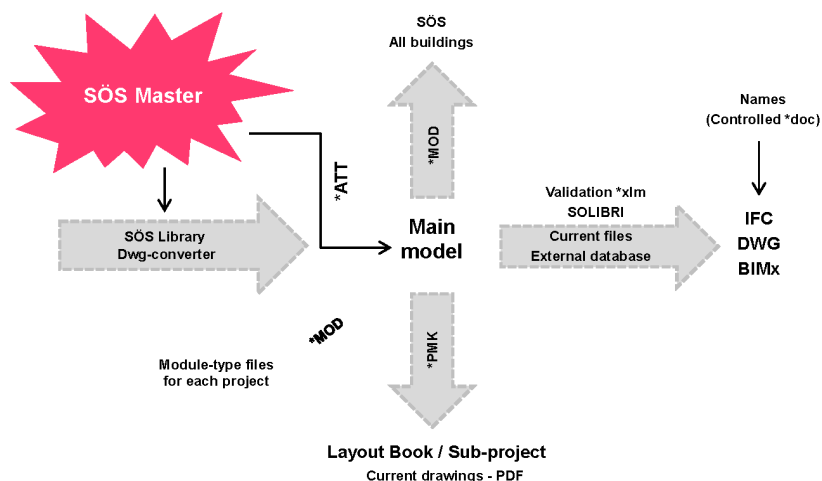 SÖS
All buildings
SÖS Master
Names
(Controlled *doc)
*MOD
*ATT
Validation *xlm
SOLIBRI
SÖS Library
Dwg-converter
Main
model
Current files
External database
IFC
DWG
BIMx
*MOD
*PMK
Module-type files
for each project
Layout Book / Sub-project
Current drawings - PDF